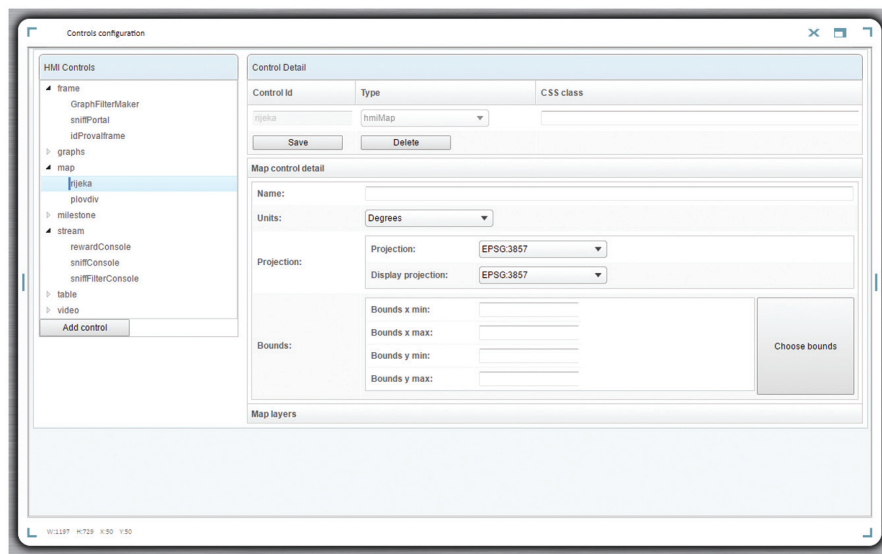 Controls configuration
HMI Controls
frame
GraphFilterMaker
sniffPortal
idProvalframe
graphs
map
rijeka
plovdiv
milestone
stream
rewardConsole
sniffConsole
sniffFilterConsole
table
video
Add control
Control Detail
Control Id Type CSS class
rijeka hmiMap
Save Delete
Map control detail
Name:
Units: Degrees
Projection:
Projection: EPSG:3857
Display projection: EPSG:3857
Bounds:
Bounds x min:
Bounds x max:
Bounds y min:
Bounds y max:
Choose bounds
Map layers
W:1197 H:729 X:50 Y:50